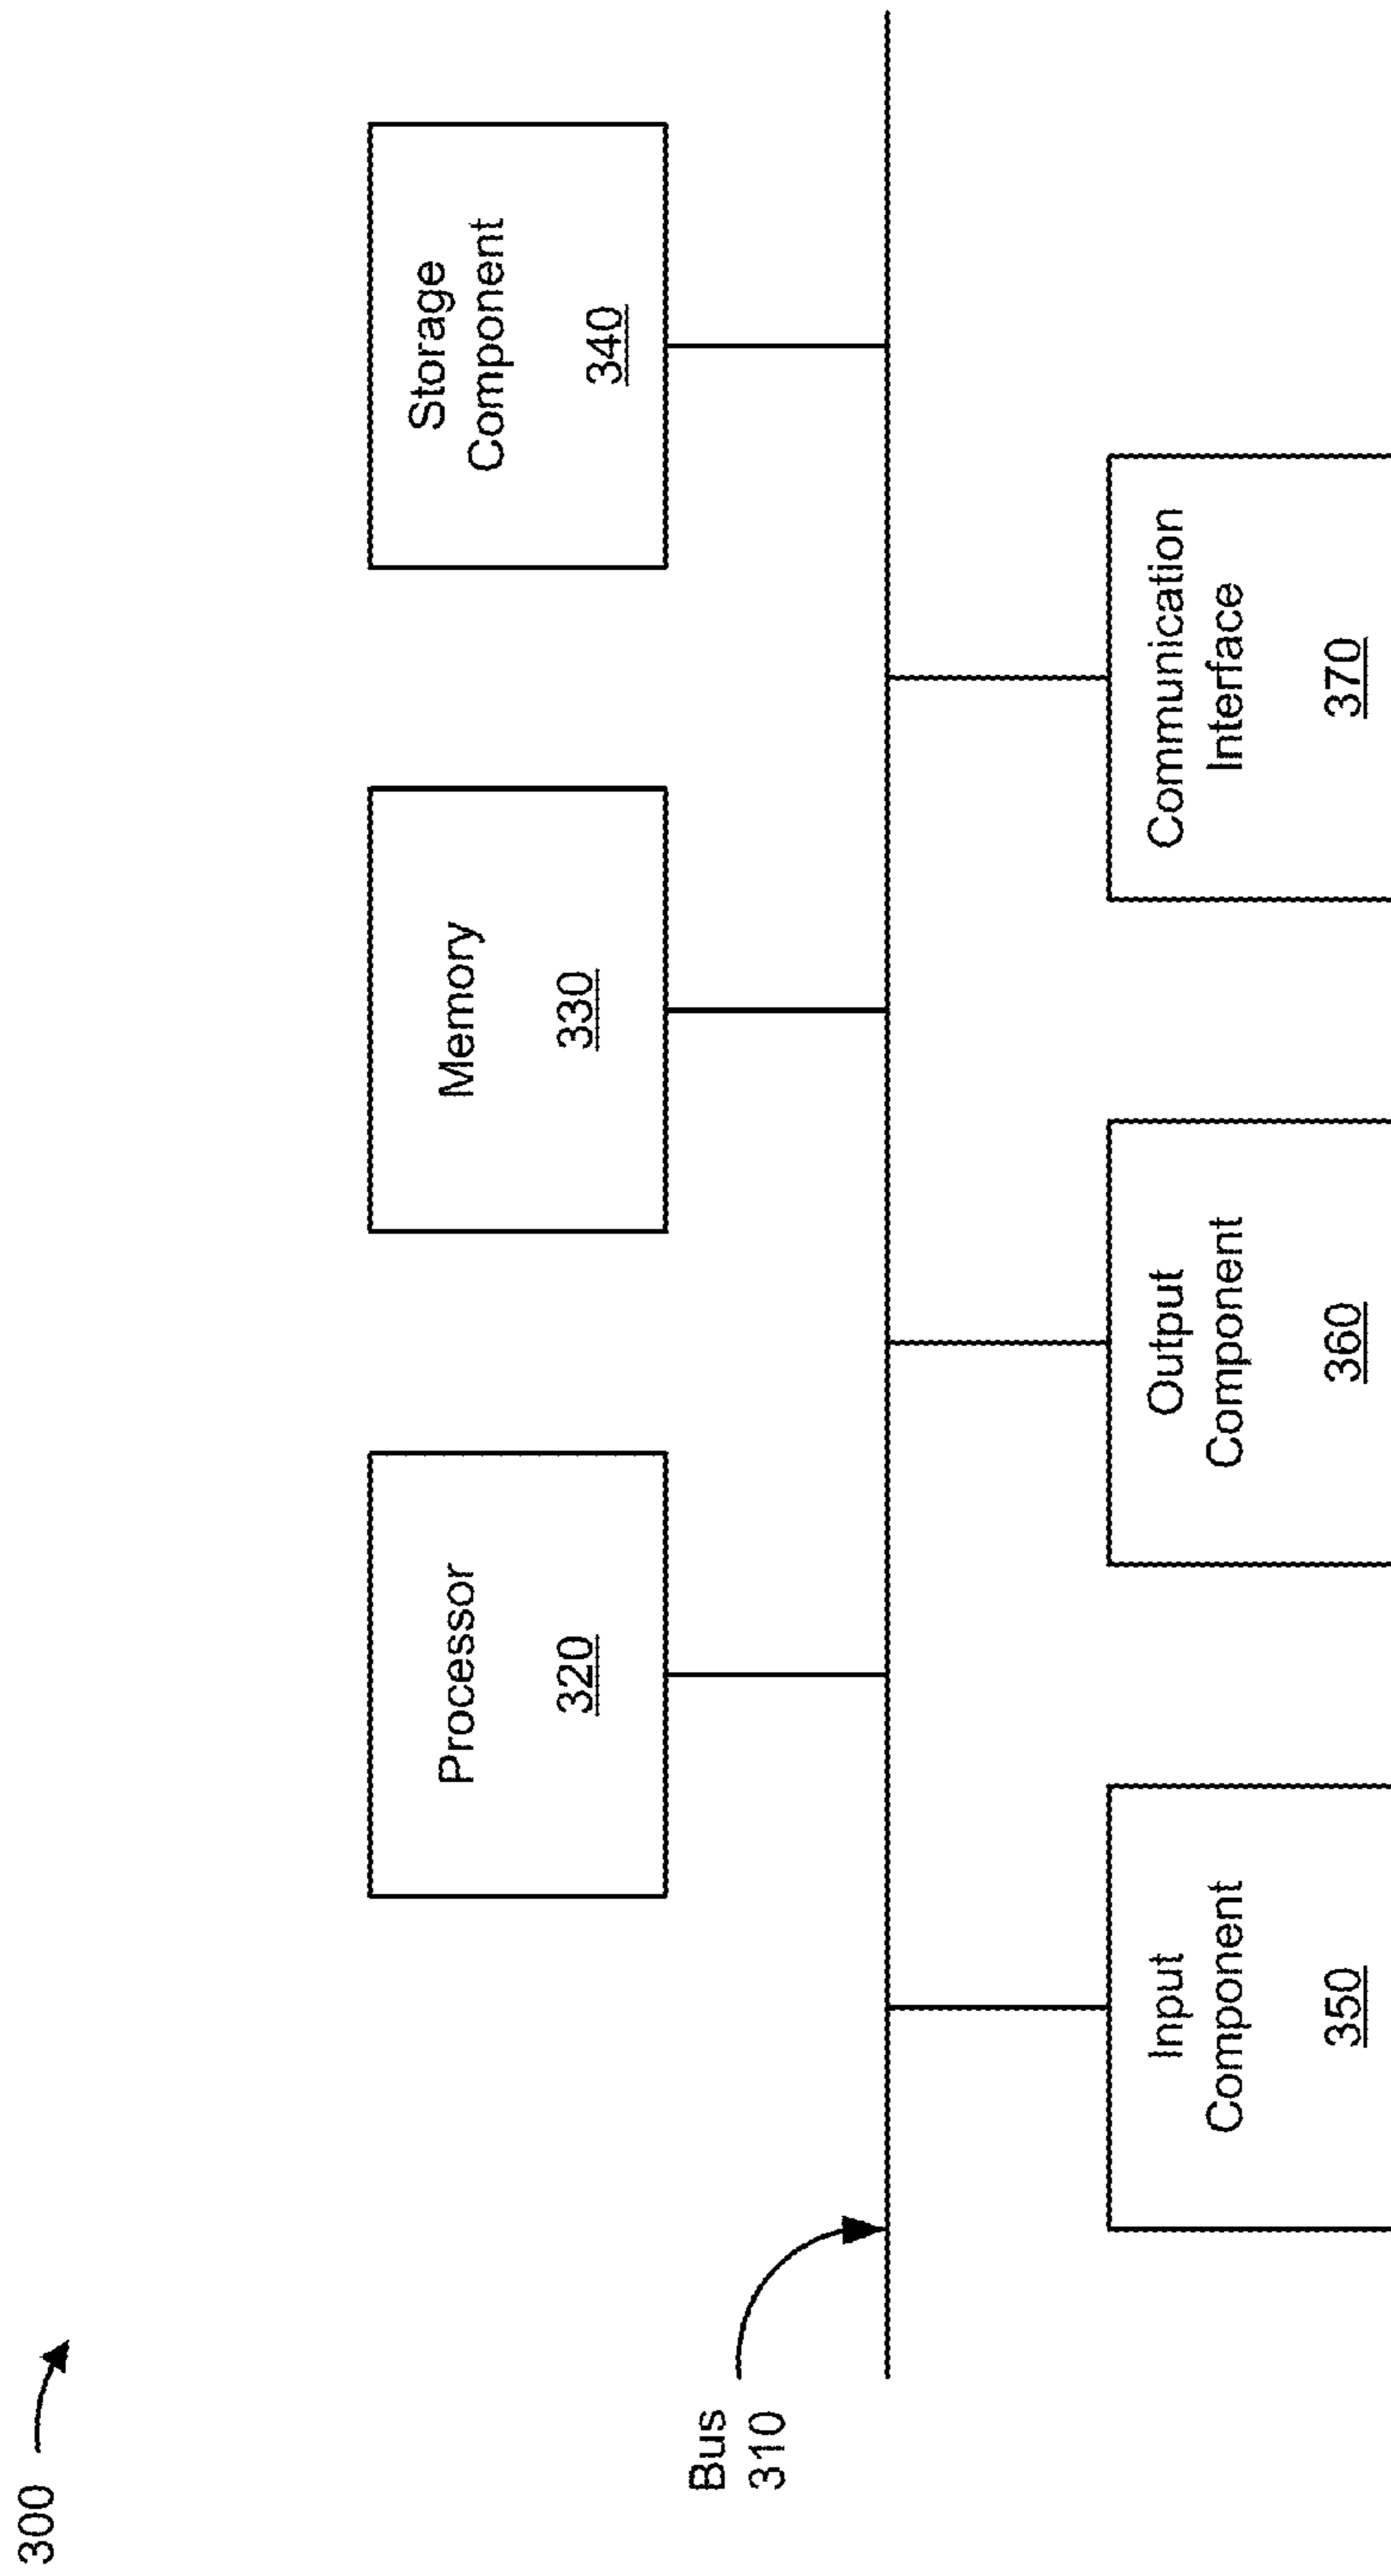 300
Bus
310
Processor
320
Memory
330
Storage
Component
340
Input
Component
350
Output
Component
360
Communication
Interface
370